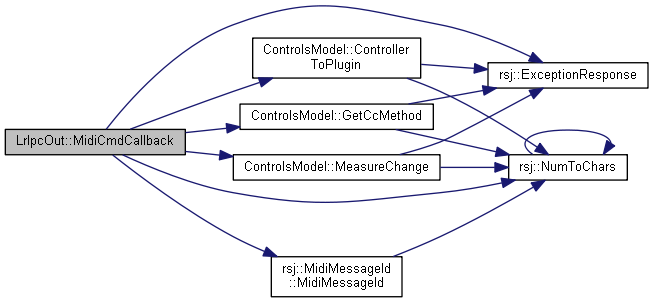 ControlsModel::Controller
ToPlugin
rsj::ExceptionResponse
ControlsModel::GetCcMethod
LrIpcOut::MidiCmdCallback
ControlsModel::MeasureChange
rsj::NumToChars
rsj::MidiMessageId
::MidiMessageId